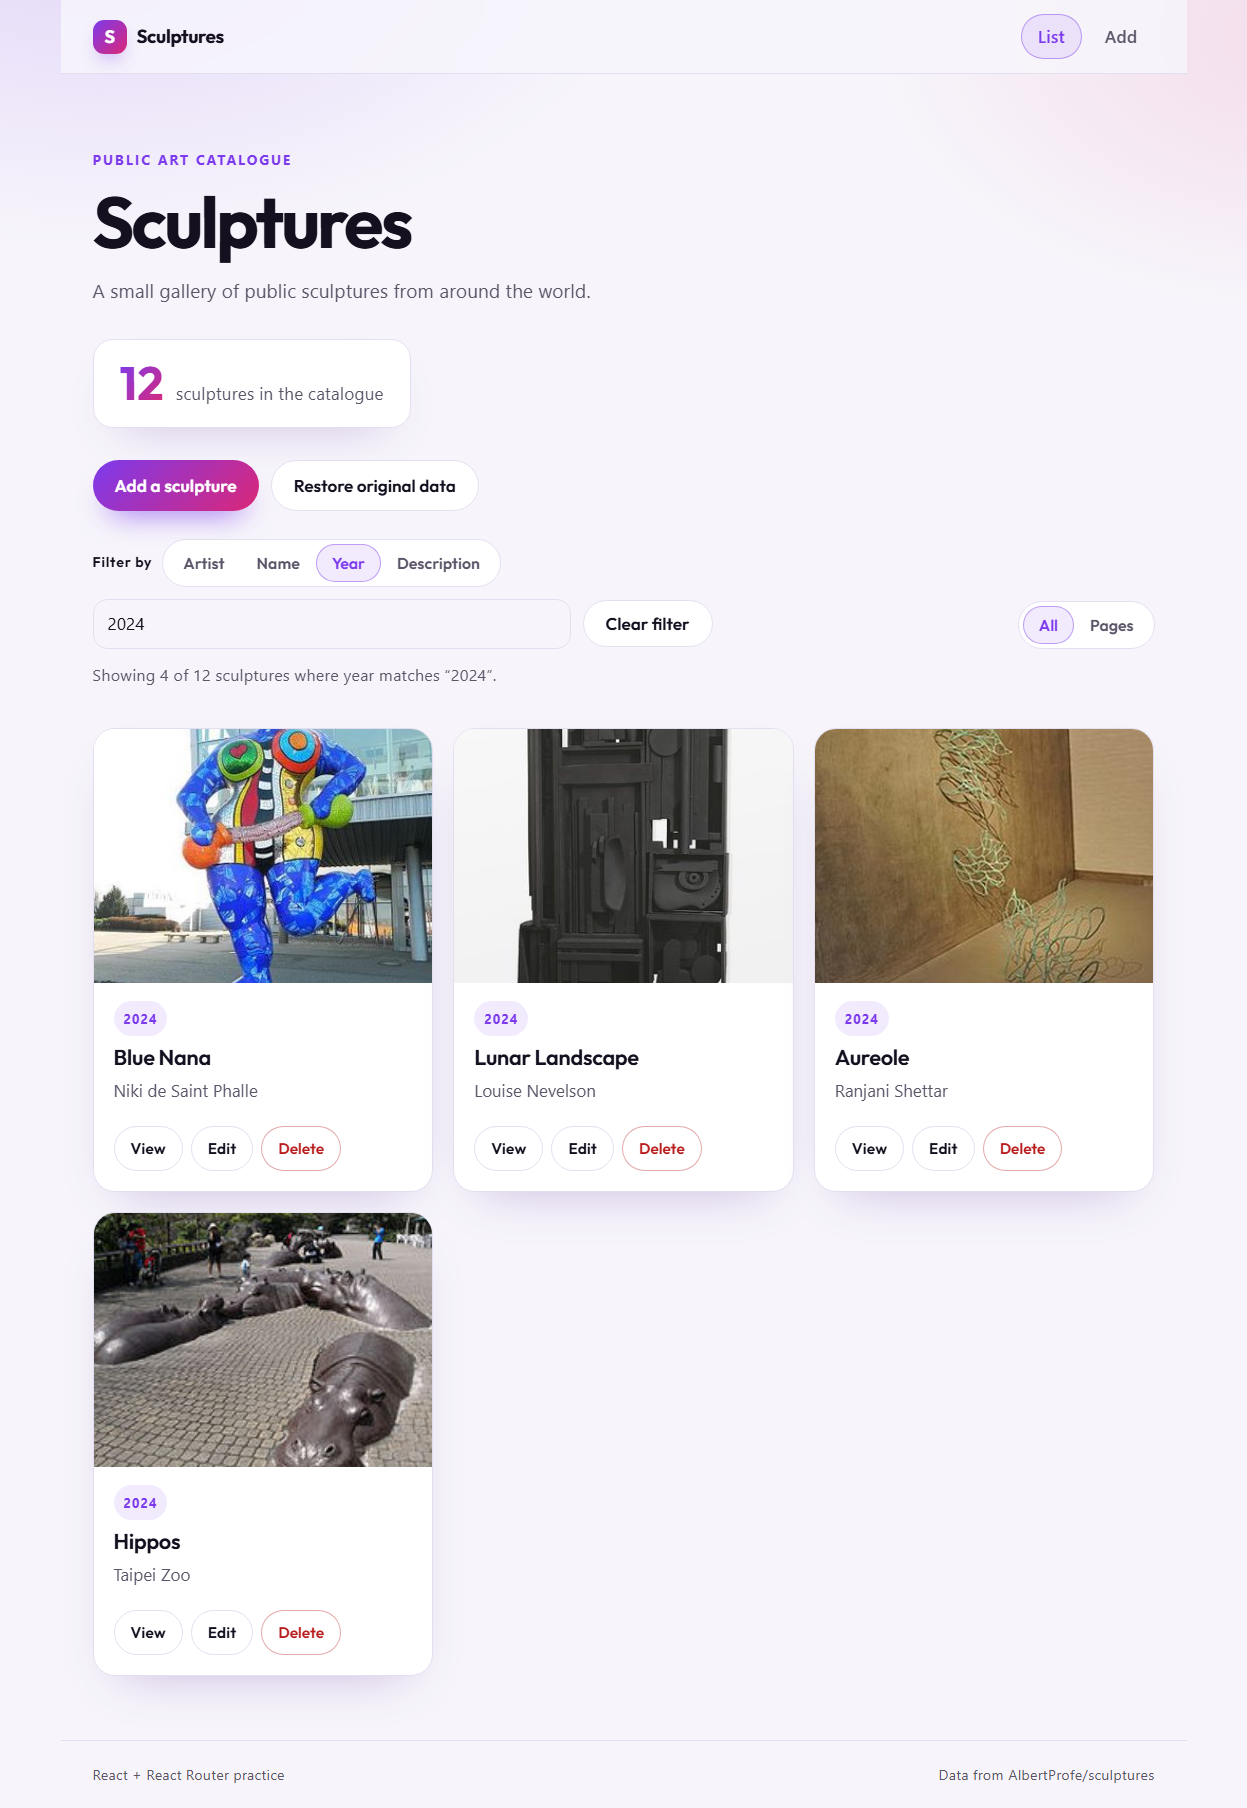 S Sculptures
List Add
PUBLIC ART CATALOGUE
Sculptures
A small gallery of public sculptures from around the world.
12 sculptures in the catalogue
Add a sculpture Restore original data
Filter by Artist Name Year Description
2024 Clear filter All Pages
Showing 4 of 12 sculptures where year matches “2024”.
2024
Blue Nana
Niki de Saint Phalle
View Edit Delete
2024
Lunar Landscape
Louise Nevelson
View Edit Delete
2024
Aureole
Ranjani Shettar
View Edit Delete
2024
Hippos
Taipei Zoo
View Edit Delete
React + React Router practice
Data from AlbertProfe/sculptures